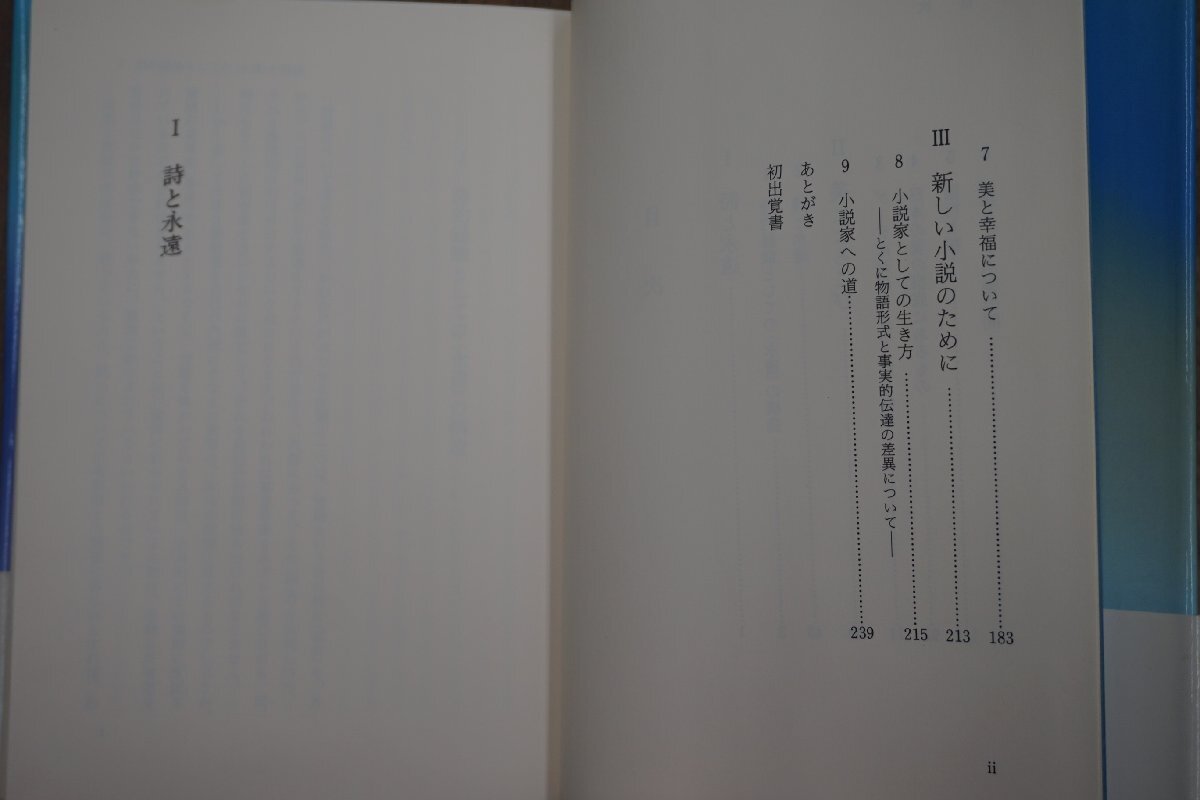 7 美と幸福について……………………183
Ⅲ 新しい小説のために……………………213
8 小説家としての生き方……………………215
——とくに物語形式と事実的伝達の差異について——
9 小説家への道……………………239
あとがき
初出覚書
ii
Ⅰ 詩と永遠